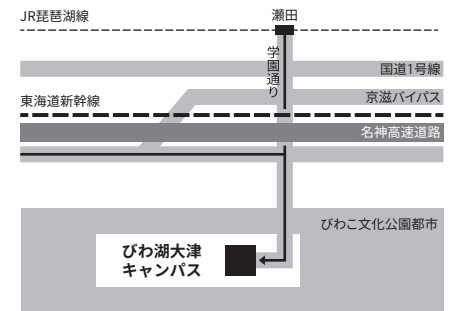 JR琵琶湖線
瀬田
学園通り
国道1号線
京滋バイパス
東海道新幹線
名神高速道路
びわこ文化公園都市
びわ湖大津
キャンパス